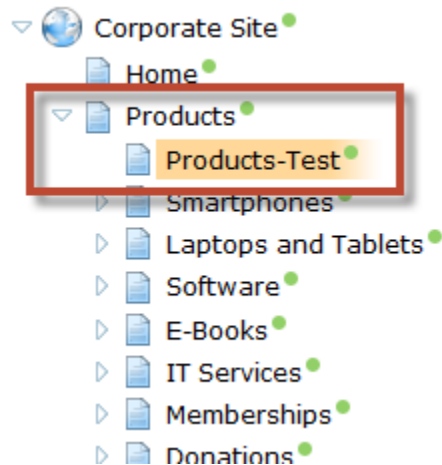 Corporate Site
Home
Products
Products-Test
Smartphones
Laptops and Tablets
Software
E-Books
IT Services
Memberships
Donations